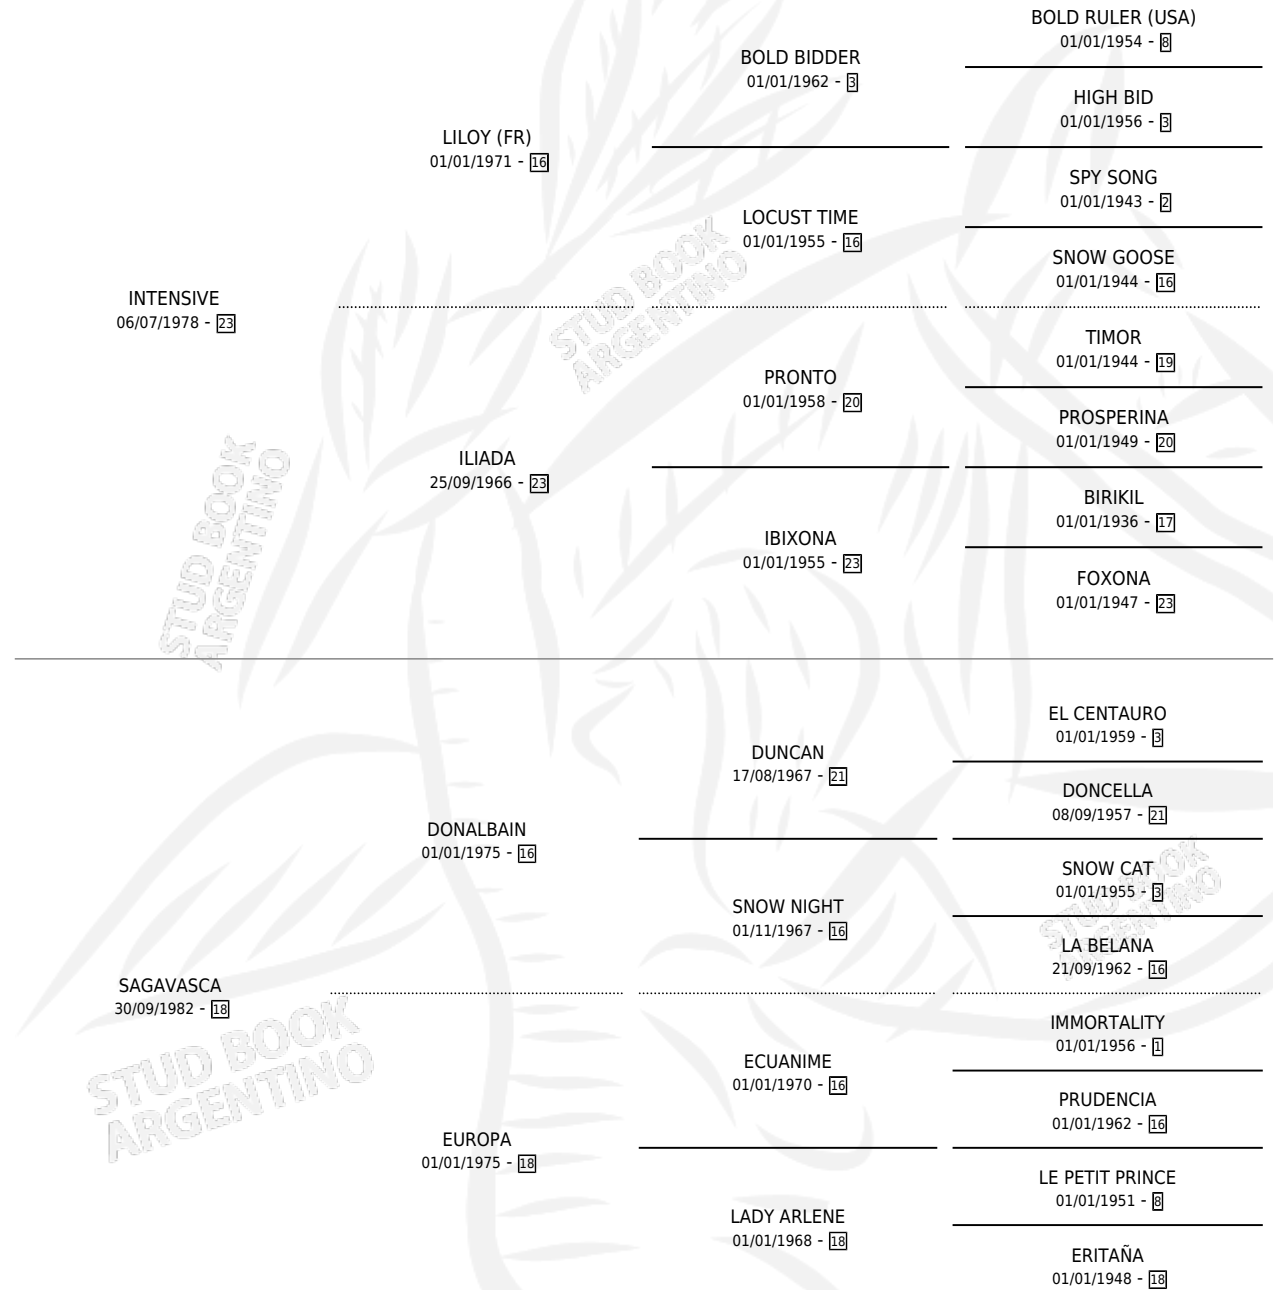 BOLD RULER (USA)
01/01/1954 - 8
BOLD BIDDER
01/01/1962 - 3
HIGH BID
01/01/1956 - 3
LILOY (FR)
01/01/1971 - 16
SPY SONG
01/01/1943 - 2
LOCUST TIME
01/01/1955 - 16
SNOW GOOSE
01/01/1944 - 16
INTENSIVE
06/07/1978 - 23
TIMOR
01/01/1944 - 19
PRONTO
01/01/1958 - 20
PROSPERINA
01/01/1949 - 20
ILIADA
25/09/1966 - 23
BIRIKIL
01/01/1936 - 17
IBIXONA
01/01/1955 - 23
FOXONA
01/01/1947 - 23
EL CENTAURO
01/01/1959 - 3
DUNCAN
17/08/1967 - 21
DONCELLA
08/09/1957 - 21
DONALBAIN
01/01/1975 - 16
SNOW CAT
01/01/1955 - 3
SNOW NIGHT
01/11/1967 - 16
LA BELANA
21/09/1962 - 16
SAGAVASCA
30/09/1982 - 18
IMMORTALITY
01/01/1956 - 1
ECUANIME
01/01/1970 - 16
PRUDENCIA
01/01/1962 - 16
EUROPA
01/01/1975 - 18
LE PETIT PRINCE
01/01/1951 - 8
LADY ARLENE
01/01/1968 - 18
ERITAÑA
01/01/1948 - 18
STUD BOOK
ARGENTINO
STUD BOOK
ARGENTINO
STUD BOOK
ARGENTINO
STUD BOOK
ARGENTINO